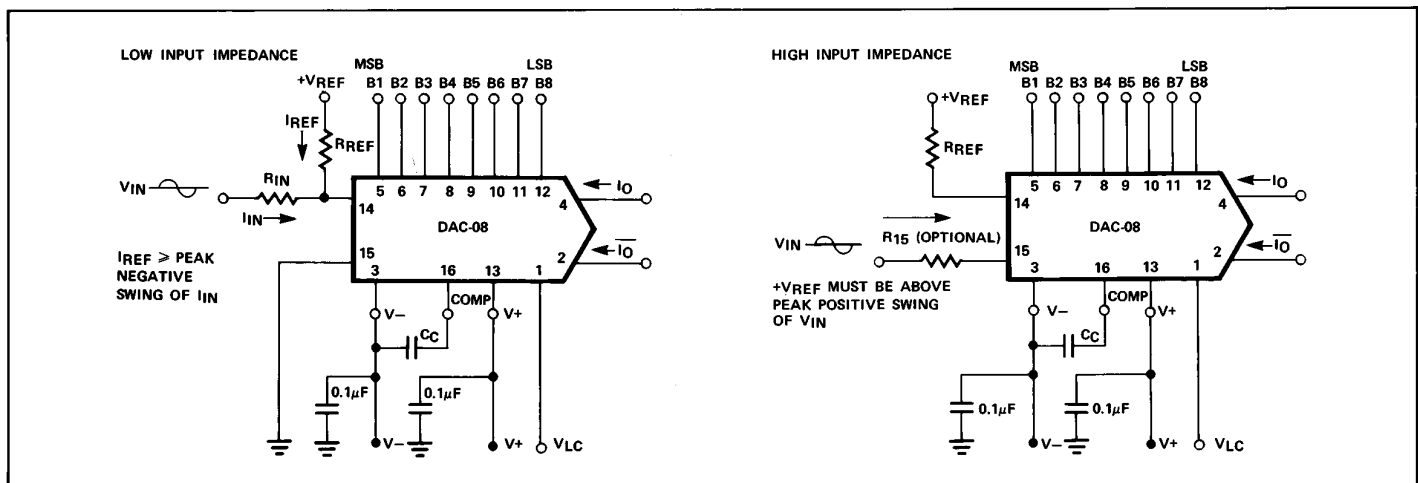 LOW INPUT IMPEDANCE
MSB LSB
B1 B2 B3 B4 B5 B6 B7 B8
+VREF
IREF
RREF
VIN
RIN
IIN
5 6 7 8 9 10 11 12
14
4
IO
DAC-08
15
2
IO
3 16 13 1
IREF ⩾ PEAK
NEGATIVE
SWING OF IIN
COMP
V−
V+
CC
0.1μF
0.1μF
V−
V+
VLC
HIGH INPUT IMPEDANCE
MSB LSB
B1 B2 B3 B4 B5 B6 B7 B8
+VREF
RREF
5 6 7 8 9 10 11 12
14
4
IO
DAC-08
VIN
R15 (OPTIONAL)
15
2
IO
3 16 13 1
+VREF MUST BE ABOVE
PEAK POSITIVE SWING
OF VIN
COMP
V−
V+
CC
0.1μF
0.1μF
V−
V+
VLC